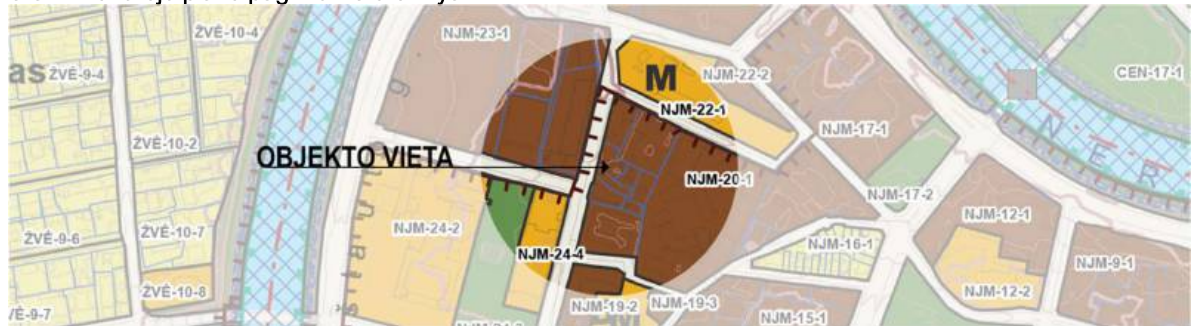 ŽVĖ-10-4
NJM-23-1
as
ŽVĖ-9-4
M
NJM-22-2
CEN-17-1
NJM-22-1
ŽVĖ-10-2
NJM-17-1
OBJEKTO VIETA
NJM-20-1
NJM-17-2
ŽVĖ-9-6
ŽVĖ-10-7
NJM-24-2
NJM-12-1
NJM-16-1
NJM-24-4
NJM-9-1
ŽVĖ-10-8
NJM-12-2
NJM-19-2
NJM-19-3
NJM-15-1
M
N
E
R